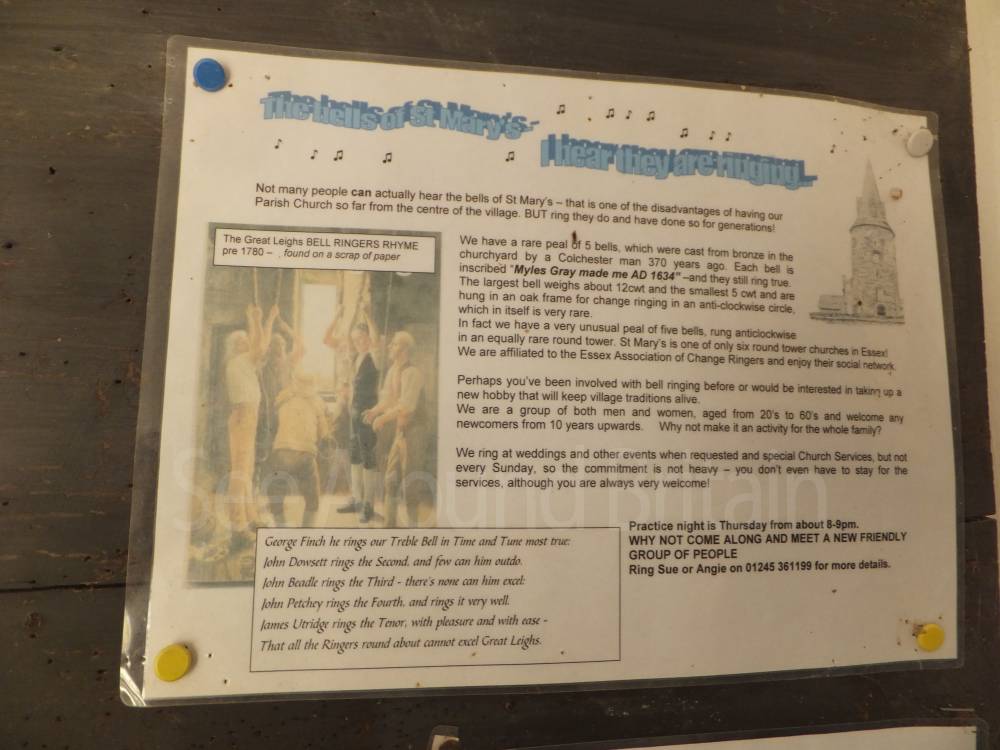 The bells of St Mary's -
I hear they are ringing...
Not many people can actually hear the bells of St Mary's – that is one of the disadvantages of having our
Parish Church so far from the centre of the village. BUT ring they do and have done so for generations!
The Great Leighs BELL RINGERS RHYME
pre 1780 – found on a scrap of paper
We have a rare peal of 5 bells, which were cast from bronze in the
churchyard by a Colchester man 370 years ago. Each bell is
inscribed "Myles Gray made me AD 1634" –and they still ring true.
The largest bell weighs about 12cwt and the smallest 5 cwt and are
hung in an oak frame for change ringing in an anti-clockwise circle,
which in itself is very rare.
In fact we have a very unusual peal of five bells, rung anticlockwise
in an equally rare round tower. St Mary's is one of only six round tower churches in Essex!
We are affiliated to the Essex Association of Change Ringers and enjoy their social network.
Perhaps you've been involved with bell ringing before or would be interested in taking up a
new hobby that will keep village traditions alive.
We are a group of both men and women, aged from 20's to 60's and welcome any
newcomers from 10 years upwards. Why not make it an activity for the whole family?
We ring at weddings and other events when requested and special Church Services, but not
every Sunday, so the commitment is not heavy – you don't even have to stay for the
services, although you are always very welcome!
See Around Britain
George Finch he rings our Treble Bell in Time and Tune most true:
John Dowsett rings the Second, and few can him outdo.
John Beadle rings the Third - there's none can him excel:
John Petchey rings the Fourth, and rings it very well.
James Utridge rings the Tenor, with pleasure and with ease -
That all the Ringers round about cannot excel Great Leighs.
Practice night is Thursday from about 8-9pm.
WHY NOT COME ALONG AND MEET A NEW FRIENDLY
GROUP OF PEOPLE
Ring Sue or Angie on 01245 361199 for more details.